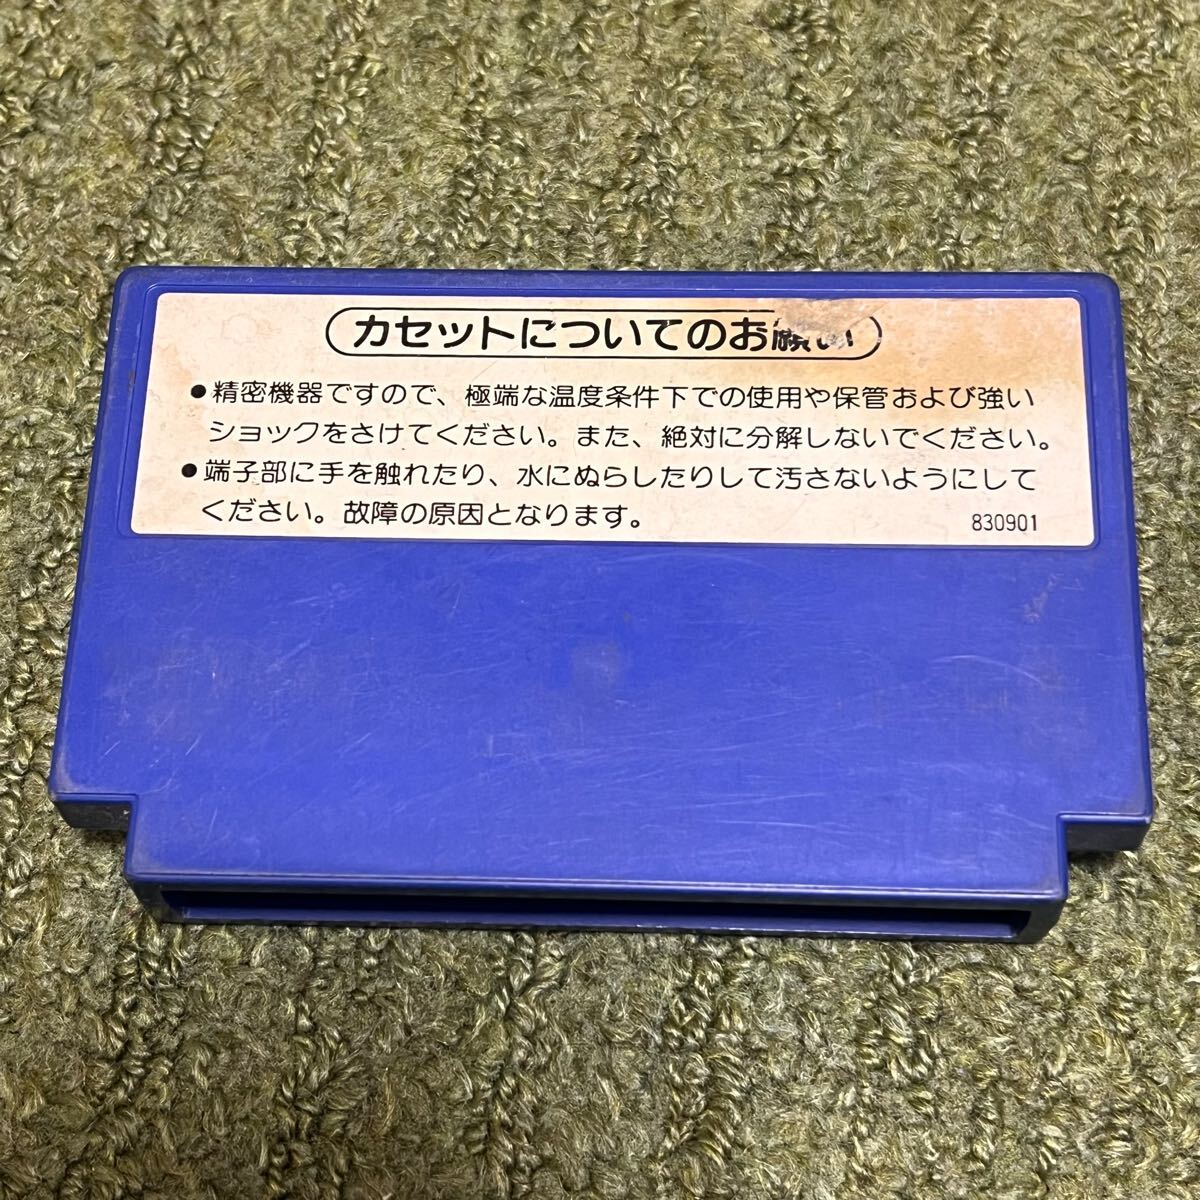 カセットについてのお願い
●精密機器ですので、極端な温度条件下での使用や保管および強い
ショックをさけてください。また、絶対に分解しないでください。
●端子部に手を触れたり、水にぬらしたりして汚さないようにして
ください。故障の原因となります。
830901